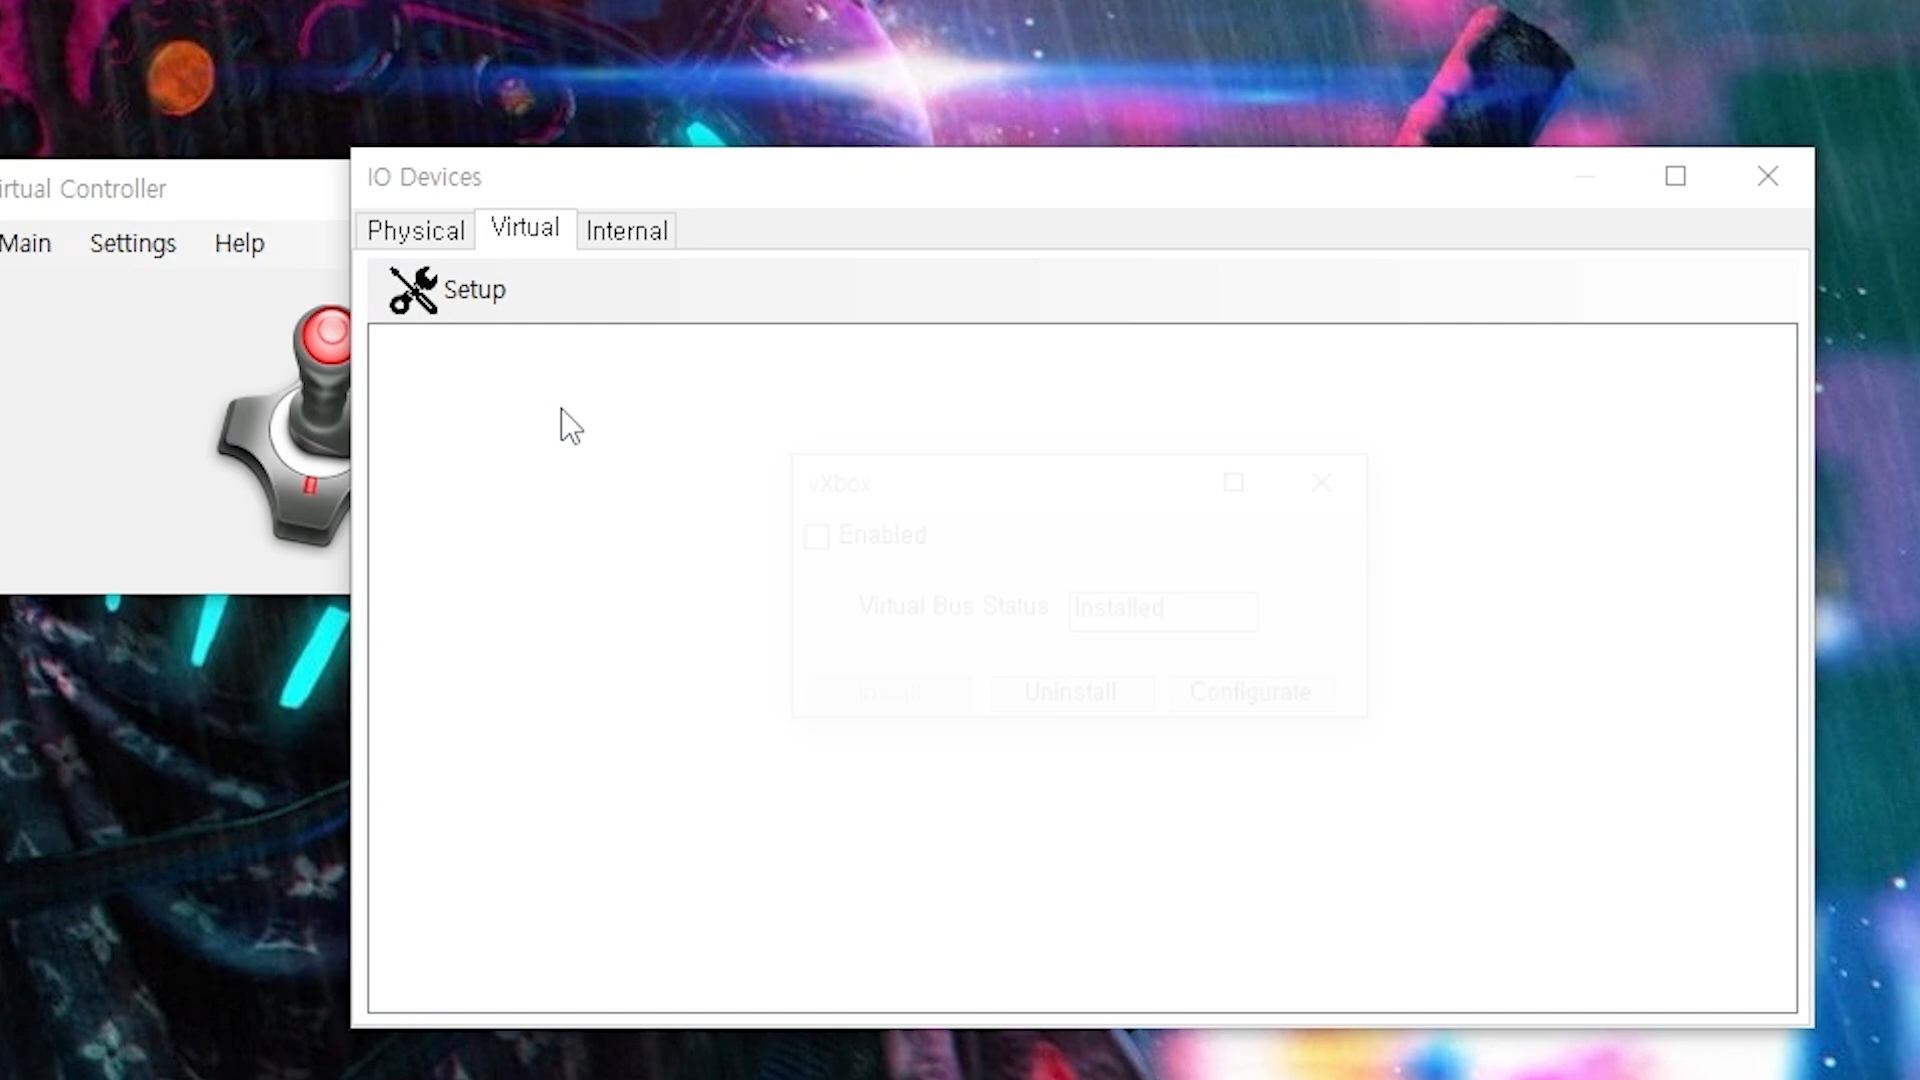 IO Devices
irtual Controller
Physical
Virtual
Internal
Main
Settings
Help
Setup
vXbox
Enabled
Virtual Bus Status
Installed
Install
Uninstall
Configurate